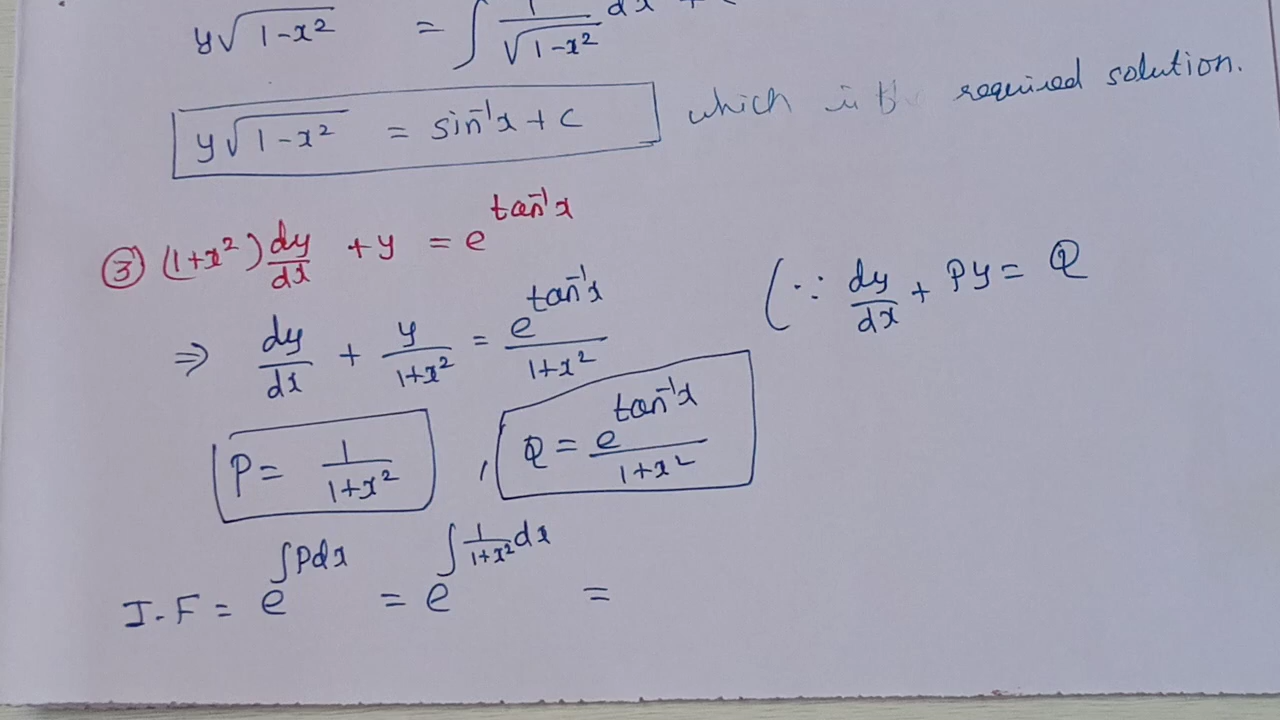 y√(1-x²) = ∫ 1/√(1-x²) dx +
y√(1-x²) = sin⁻¹x + c which is the required solution.
③ (1+x²) dy/dx + y = e^(tan⁻¹x)
⇒ dy/dx + y/(1+x²) = e^(tan⁻¹x)/(1+x²) (∵ dy/dx + Py = Q
P = 1/(1+x²) , Q = e^(tan⁻¹x)/(1+x²)
I.F = e^(∫Pdx) = e^(∫ 1/(1+x²) dx) =